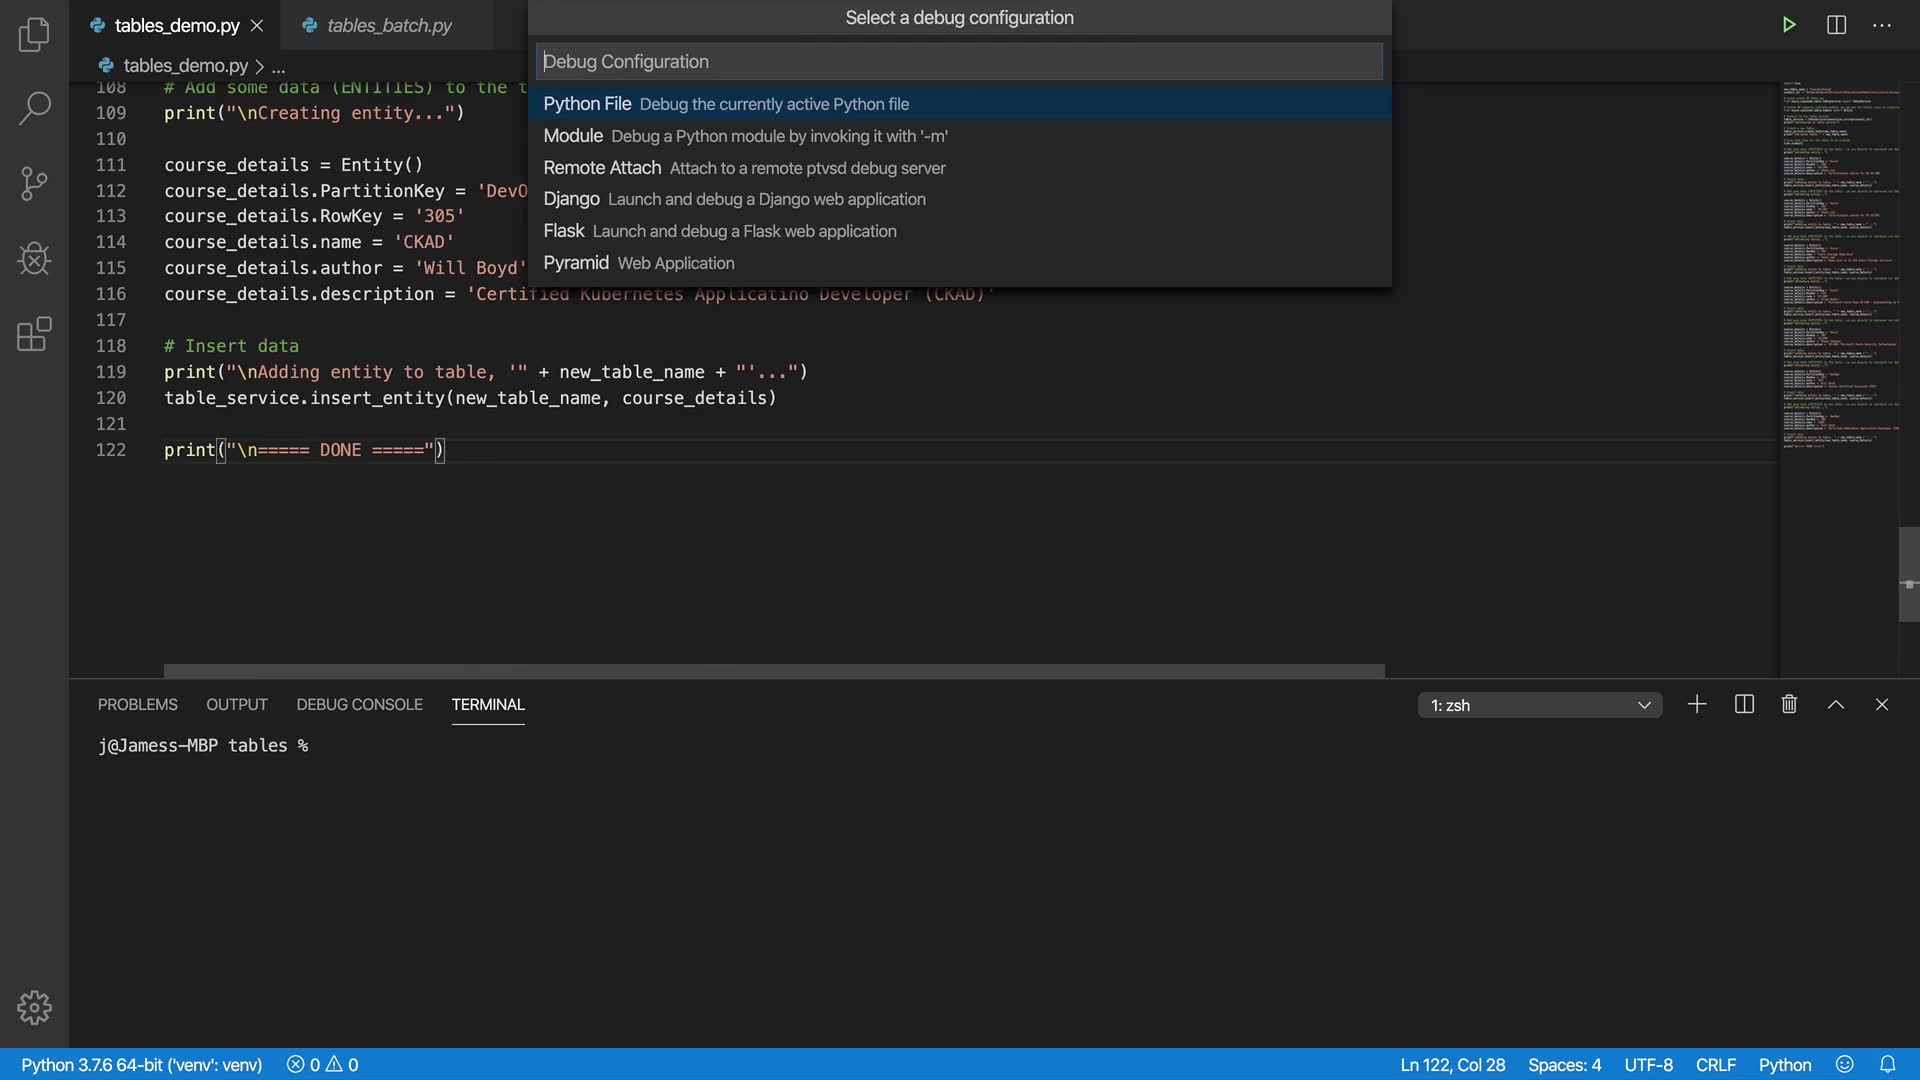 tables_demo.py
tables_batch.py
Select a debug configuration
tables_demo.py > ...
Debug Configuration
Python File Debug the currently active Python file
Module Debug a Python module by invoking it with '-m'
Remote Attach Attach to a remote ptvsd debug server
Django Launch and debug a Django web application
Flask Launch and debug a Flask web application
Pyramid Web Application
108 # Add some data (ENTITIES) to the t
109 print("\nCreating entity...")
110
111 course_details = Entity()
112 course_details.PartitionKey = 'DevO
113 course_details.RowKey = '305'
114 course_details.name = 'CKAD'
115 course_details.author = 'Will Boyd'
116 course_details.description = 'Certified Kubernetes Applicatino Developer (CKAD)'
117
118 # Insert data
119 print("\nAdding entity to table, '" + new_table_name + "'...")
120 table_service.insert_entity(new_table_name, course_details)
121
122 print("\n===== DONE =====")
PROBLEMS OUTPUT DEBUG CONSOLE TERMINAL 1: zsh
j@Jamess-MBP tables %
Python 3.7.6 64-bit ('venv': venv) 0 0 Ln 122, Col 28 Spaces: 4 UTF-8 CRLF Python